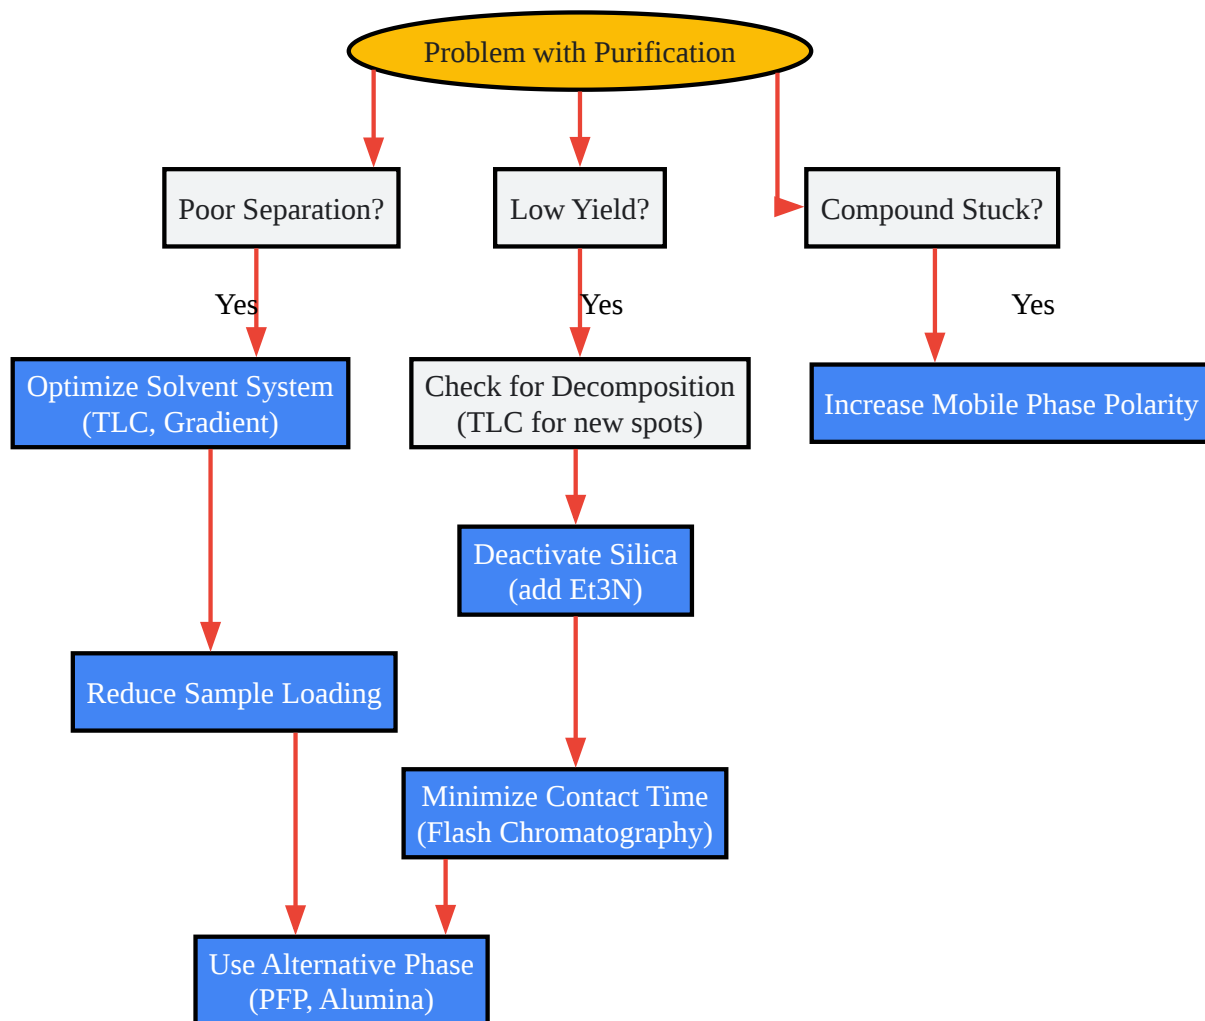 Problem with Purification
Poor Separation?
Low Yield?
Compound Stuck?
Yes
Yes
Yes
Optimize Solvent System
(TLC, Gradient)
Check for Decomposition
(TLC for new spots)
Increase Mobile Phase Polarity
Deactivate Silica
(add Et3N)
Reduce Sample Loading
Minimize Contact Time
(Flash Chromatography)
Use Alternative Phase
(PFP, Alumina)